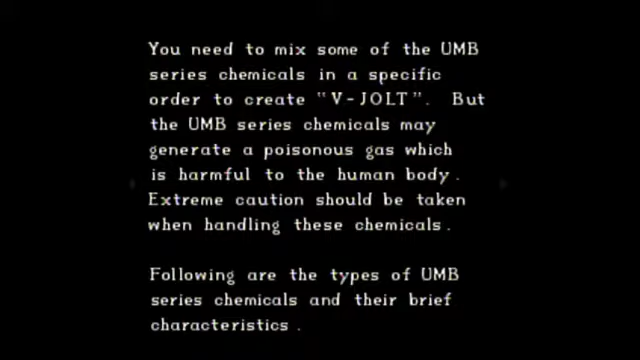 You need to mix some of the UMB
series chemicals in a specific
order to create "V-JOLT". But
the UMB series chemicals may
generate a poisonous gas which
is harmful to the human body.
Extreme caution should be taken
when handling these chemicals.
Following are the types of UMB
series chemicals and their brief
characteristics.